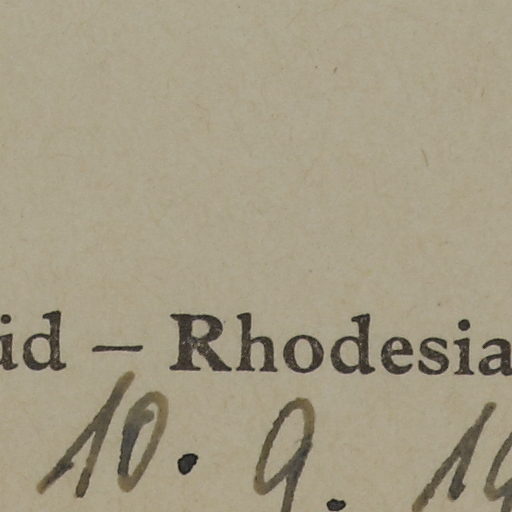 id – Rhodesia
10. 9. 19